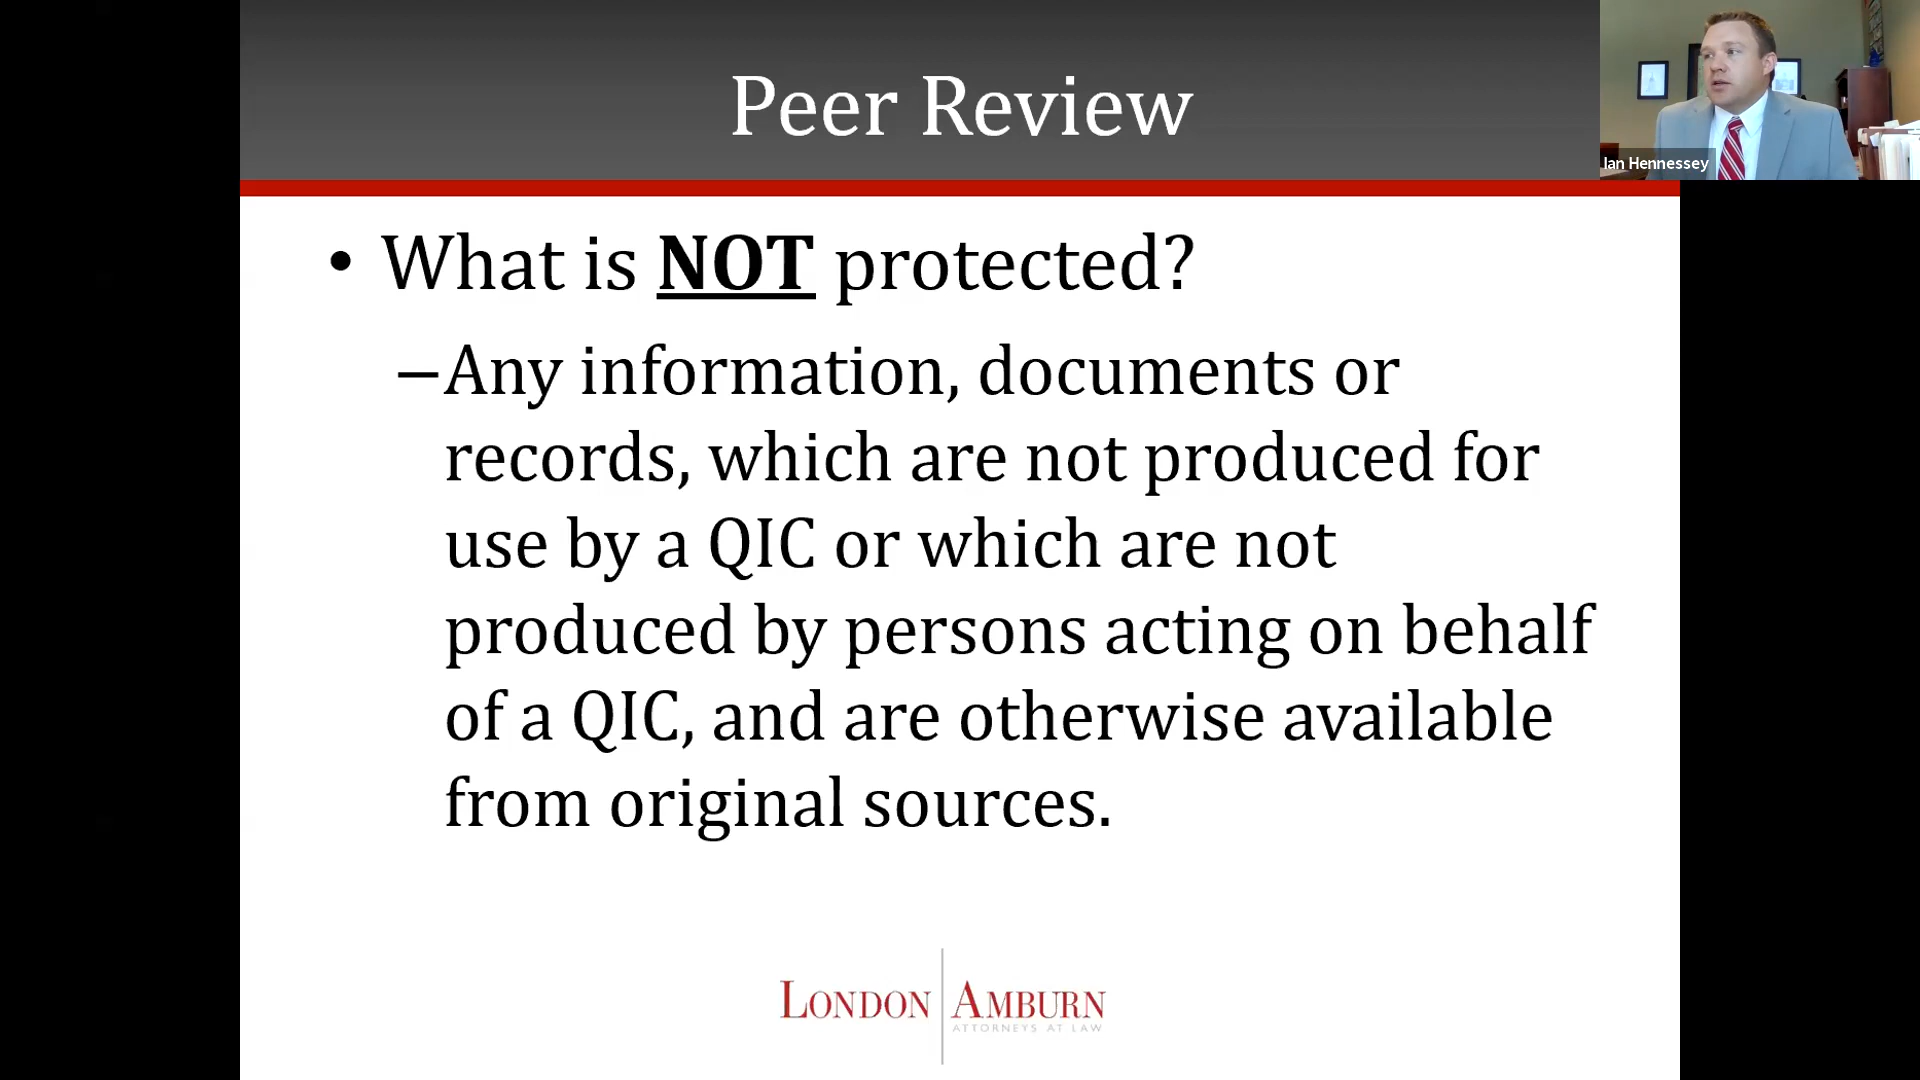 Peer Review
Ian Hennessey
• What is NOT protected?
–Any information, documents or
records, which are not produced for
use by a QIC or which are not
produced by persons acting on behalf
of a QIC, and are otherwise available
from original sources.
LONDON AMBURN
ATTORNEYS AT LAW